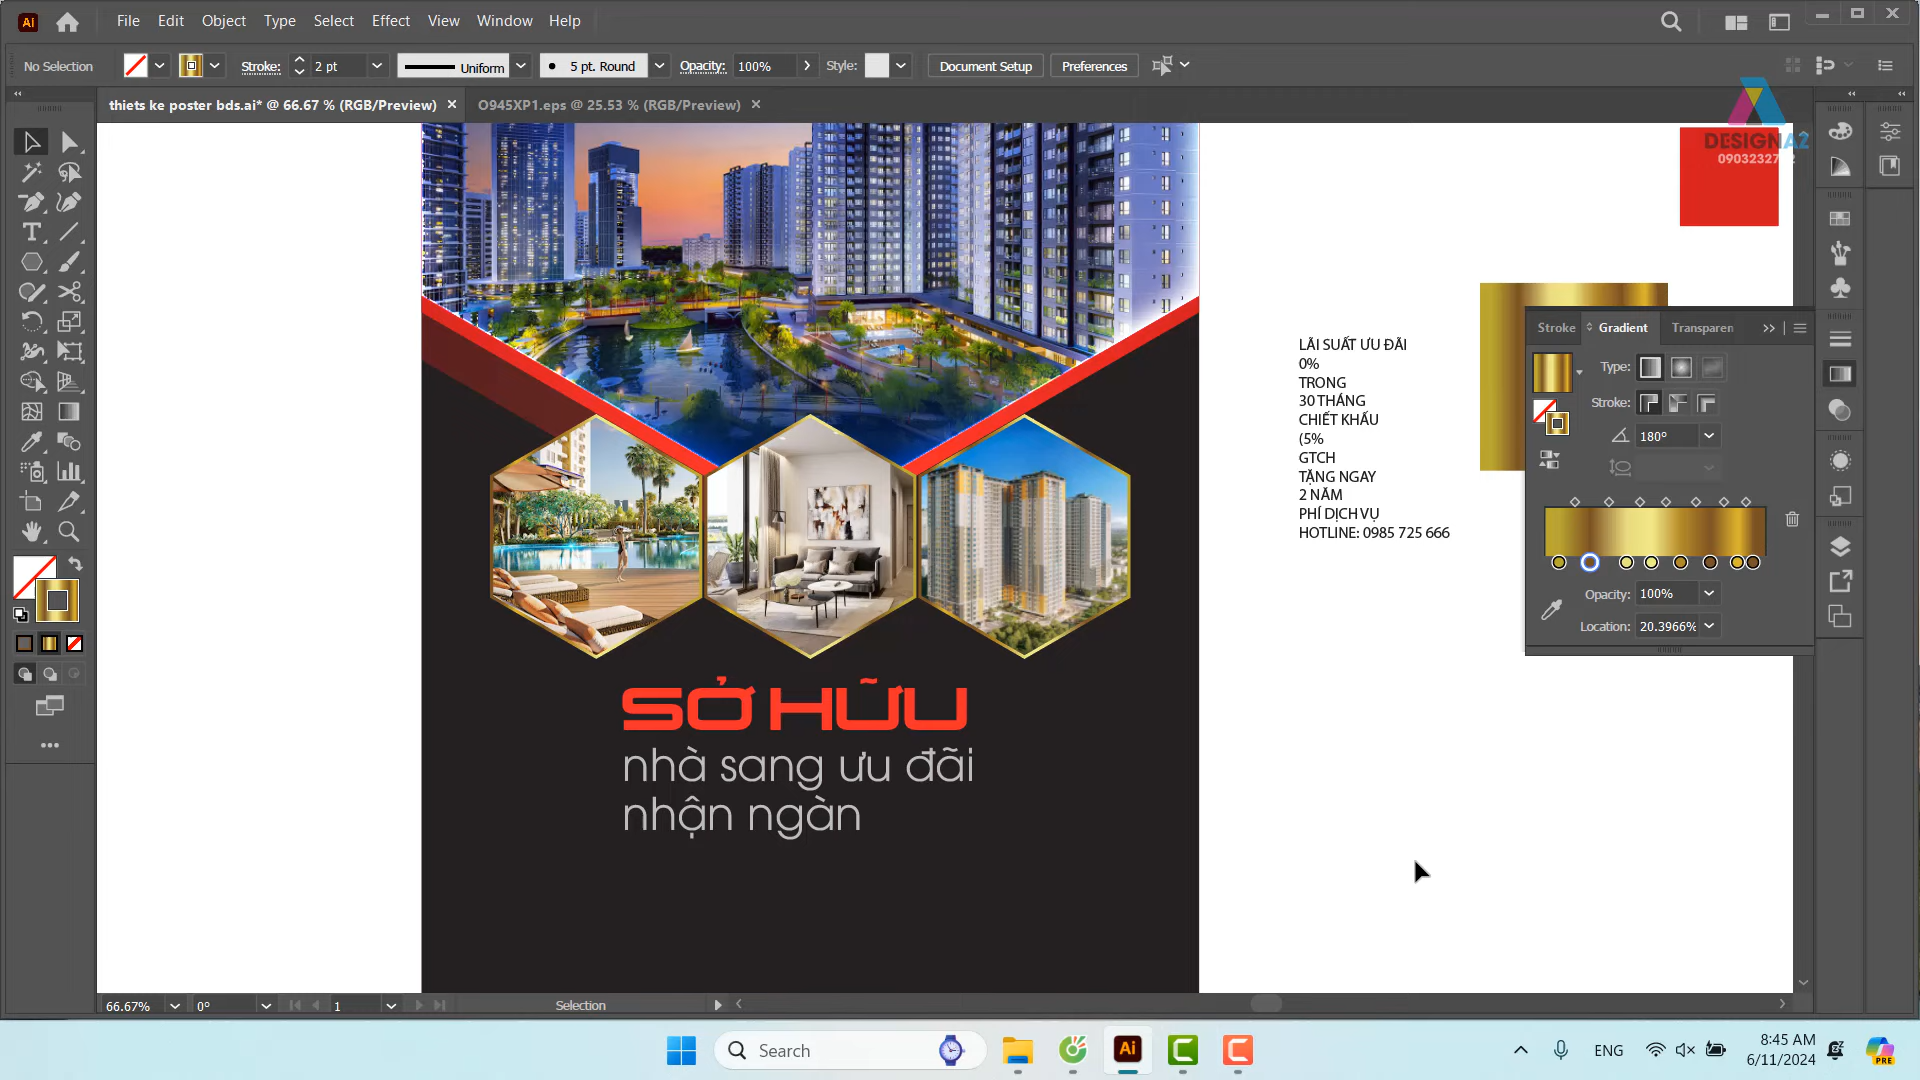 Ai
File Edit Object Type Select Effect View Window Help
No Selection
Stroke: 2 pt
Uniform
5 pt. Round
Opacity: 100%
Style:
Document Setup
Preferences
thiets ke poster bds.ai* @ 66.67 % (RGB/Preview) ×
O945XP1.eps @ 25.53 % (RGB/Preview) ×
DESIGNA2
LÃI SUẤT ƯU ĐÃI
0%
TRONG
30 THÁNG
CHIẾT KHẤU
(5%
GTCH
TẶNG NGAY
2 NĂM
PHÍ DỊCH VỤ
HOTLINE: 0985 725 666
Stroke Gradient Transparen
Type:
Stroke:
180°
Opacity: 100%
Location: 20.3966%
SỞ HỮU
nhà sang ưu đãi
nhận ngàn
66.67% 0° 1 Selection
Search
Ai
ENG
8:45 AM
6/11/2024
PRE